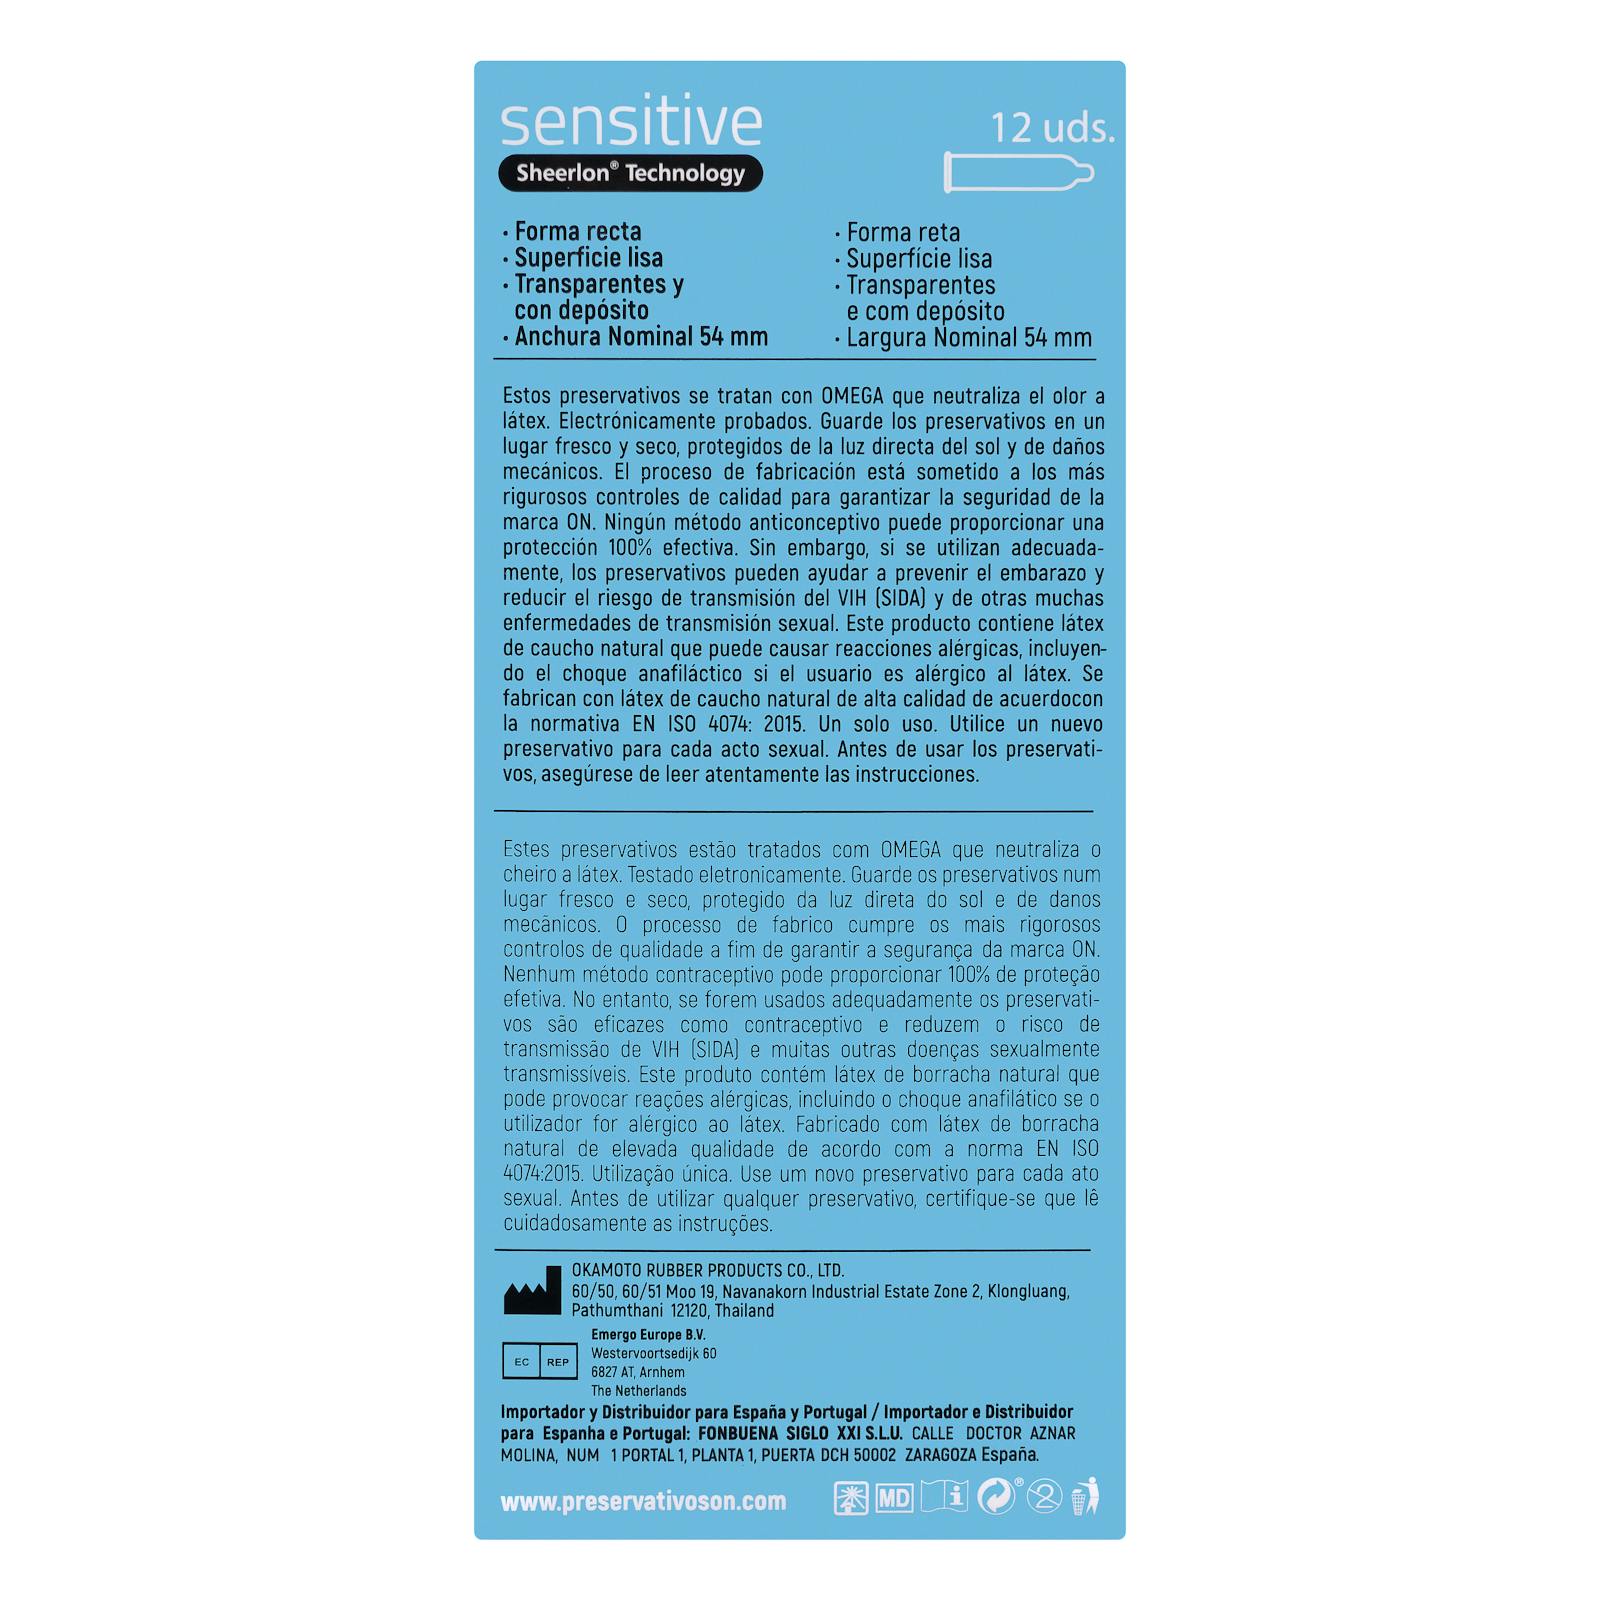 sensitive
12 uds.
Sheerlon® Technology
· Forma recta
· Superficie lisa
· Transparentes y
con depósito
· Anchura Nominal 54 mm
· Forma reta
· Superfície lisa
· Transparentes
e com depósito
· Largura Nominal 54 mm
Estos preservativos se tratan con OMEGA que neutraliza el olor a
látex. Electrónicamente probados. Guarde los preservativos en un
lugar fresco y seco, protegidos de la luz directa del sol y de daños
mecánicos. El proceso de fabricación está sometido a los más
rigurosos controles de calidad para garantizar la seguridad de la
marca ON. Ningún método anticonceptivo puede proporcionar una
protección 100% efectiva. Sin embargo, si se utilizan adecuada-
mente, los preservativos pueden ayudar a prevenir el embarazo y
reducir el riesgo de transmisión del VIH (SIDA) y de otras muchas
enfermedades de transmisión sexual. Este producto contiene látex
de caucho natural que puede causar reacciones alérgicas, incluyen-
do el choque anafiláctico si el usuario es alérgico al látex. Se
fabrican con látex de caucho natural de alta calidad de acuerdocon
la normativa EN ISO 4074: 2015. Un solo uso. Utilice un nuevo
preservativo para cada acto sexual. Antes de usar los preservati-
vos, asegúrese de leer atentamente las instrucciones.
Estes preservativos estão tratados com OMEGA que neutraliza o
cheiro a látex. Testado eletronicamente. Guarde os preservativos num
lugar fresco e seco, protegido da luz direta do sol e de danos
mecânicos. O processo de fabrico cumpre os mais rigorosos
controlos de qualidade a fim de garantir a segurança da marca ON.
Nenhum método contraceptivo pode proporcionar 100% de proteção
efetiva. No entanto, se forem usados adequadamente os preservati-
vos são eficazes como contraceptivo e reduzem o risco de
transmissão de VIH (SIDA) e muitas outras doenças sexualmente
transmissíveis. Este produto contém látex de borracha natural que
pode provocar reações alérgicas, incluindo o choque anafilático se o
utilizador for alérgico ao látex. Fabricado com látex de borracha
natural de elevada qualidade de acordo com a norma EN ISO
4074:2015. Utilização única. Use um novo preservativo para cada ato
sexual. Antes de utilizar qualquer preservativo, certifique-se que lê
cuidadosamente as instruções.
OKAMOTO RUBBER PRODUCTS CO., LTD.
60/50, 60/51 Moo 19, Navanakorn Industrial Estate Zone 2, Klongluang,
Pathumthani 12120, Thailand
EC REP
Emergo Europe B.V.
Westervoortsedijk 60
6827 AT, Arnhem
The Netherlands
Importador y Distribuidor para España y Portugal / Importador e Distribuidor
para Espanha e Portugal: FONBUENA SIGLO XXI S.L.U. CALLE DOCTOR AZNAR
MOLINA, NUM 1 PORTAL 1, PLANTA 1, PUERTA DCH 50002 ZARAGOZA España.
www.preservativoson.com
MD
i
®
2